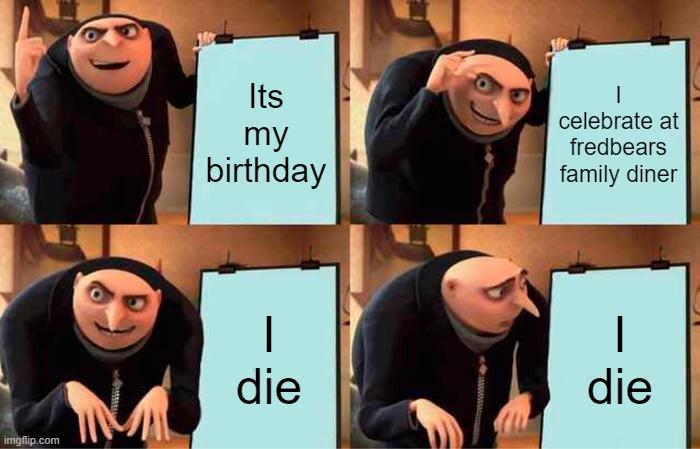 Its
my
birthday
I
celebrate at
fredbears
family diner
I
die
I
die
imgflip.com